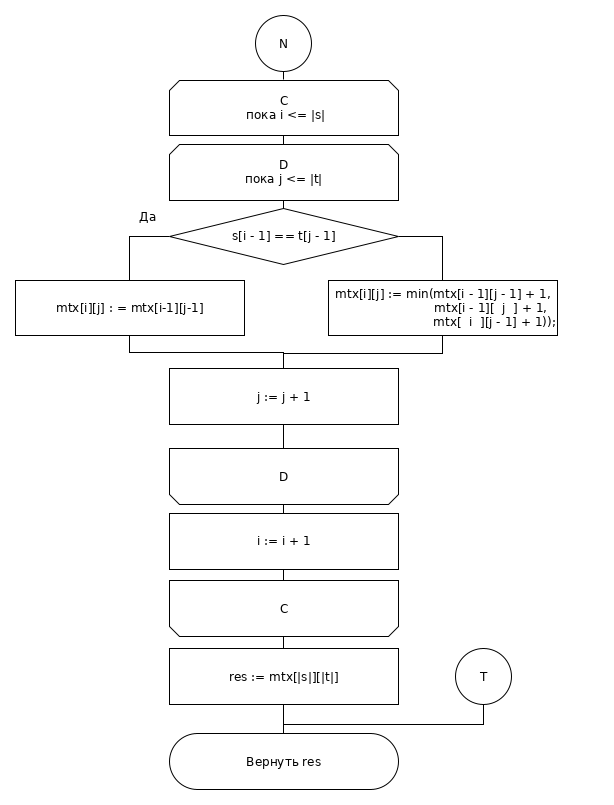 N
C
пока i <= |s|
D
пока j <= |t|
Да
s[i - 1] == t[j - 1]
mtx[i][j] : = mtx[i-1][j-1]
mtx[i][j] := min(mtx[i - 1][j - 1] + 1,
mtx[i - 1][  j  ] + 1,
mtx[  i  ][j - 1] + 1));
j := j + 1
D
i := i + 1
C
res := mtx[|s|][|t|]
T
Вернуть res